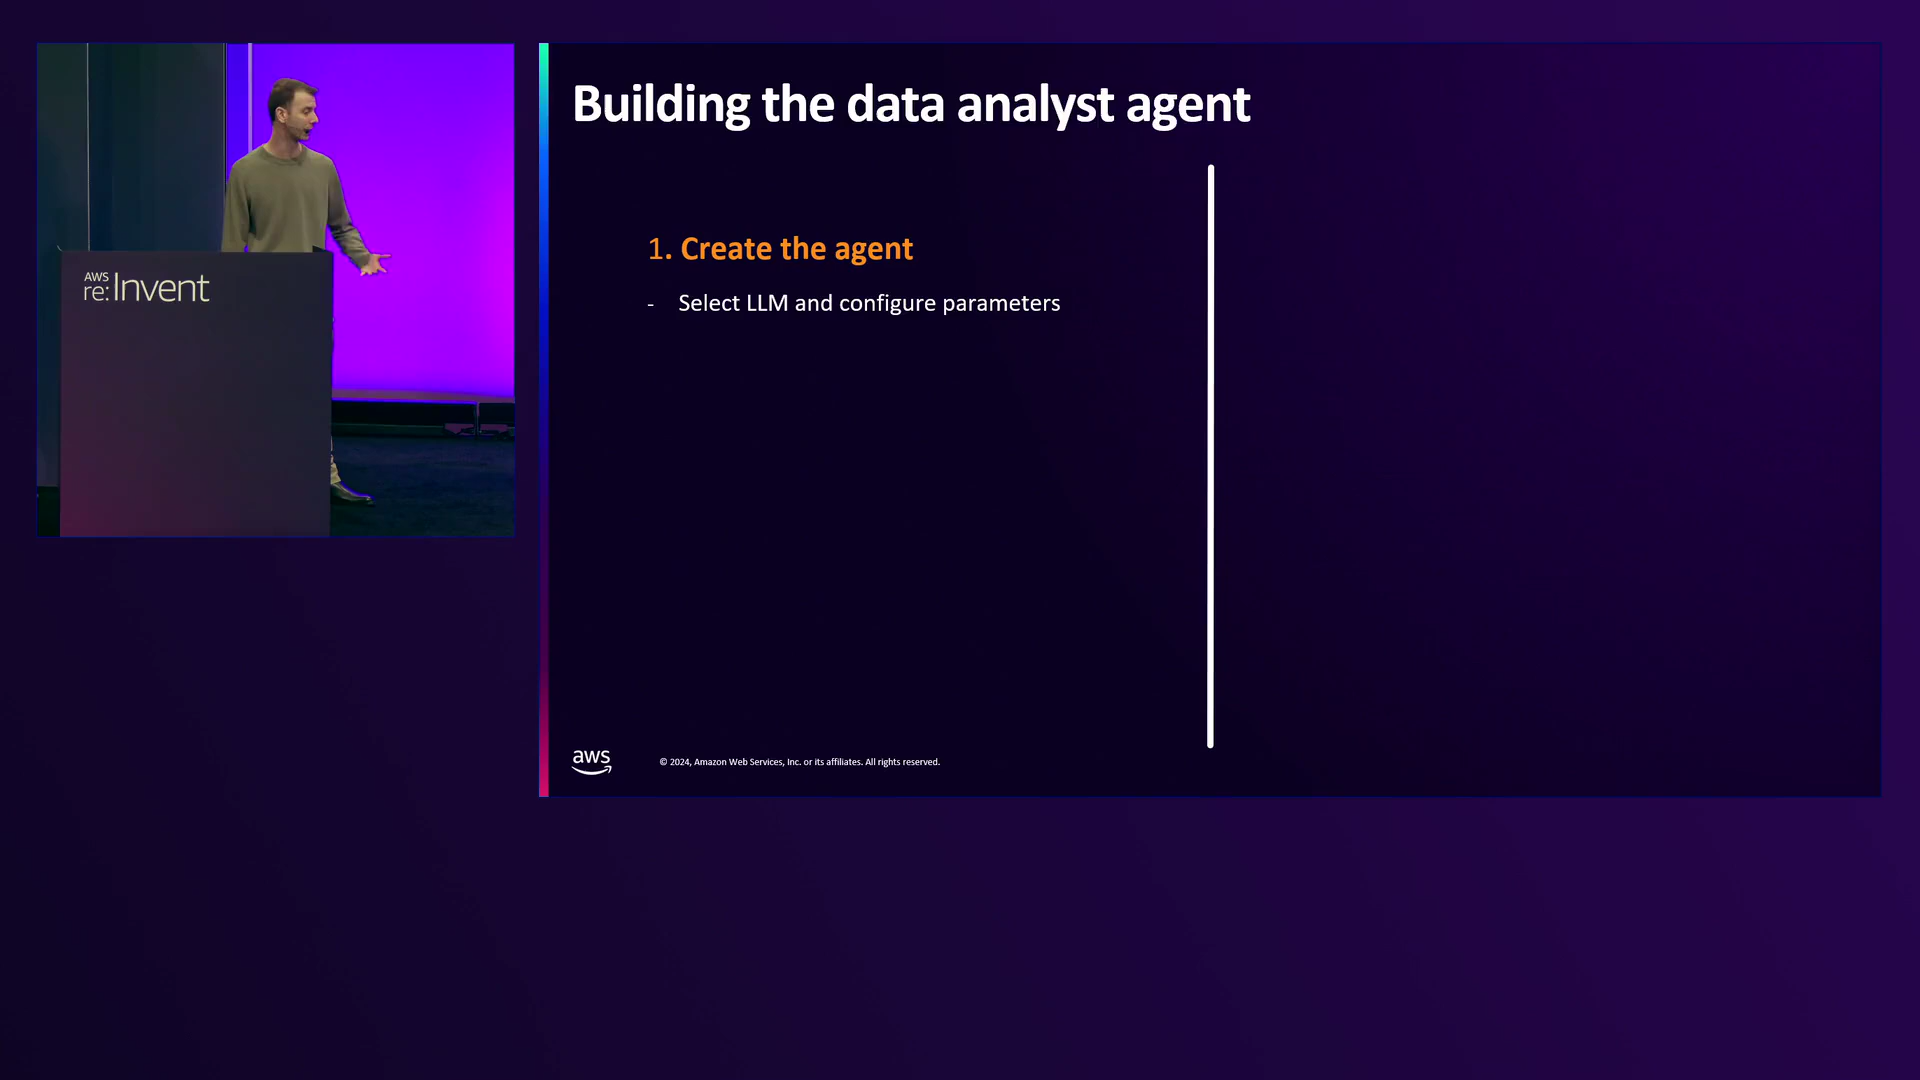 AWS
re:Invent
Building the data analyst agent
1. Create the agent
- Select LLM and configure parameters
aws
© 2024, Amazon Web Services, Inc. or its affiliates. All rights reserved.